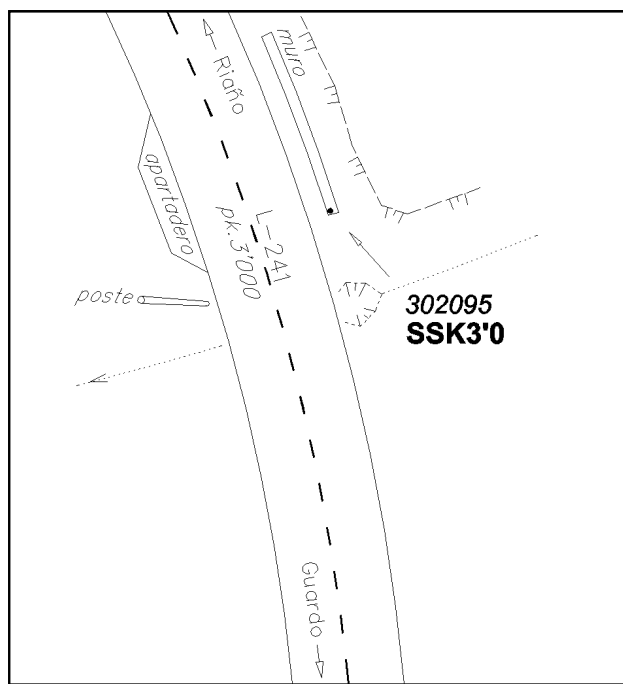 muro
Riaño
apartadero
L-241
pk.3'000
poste
302095
SSK3'0
Guardo